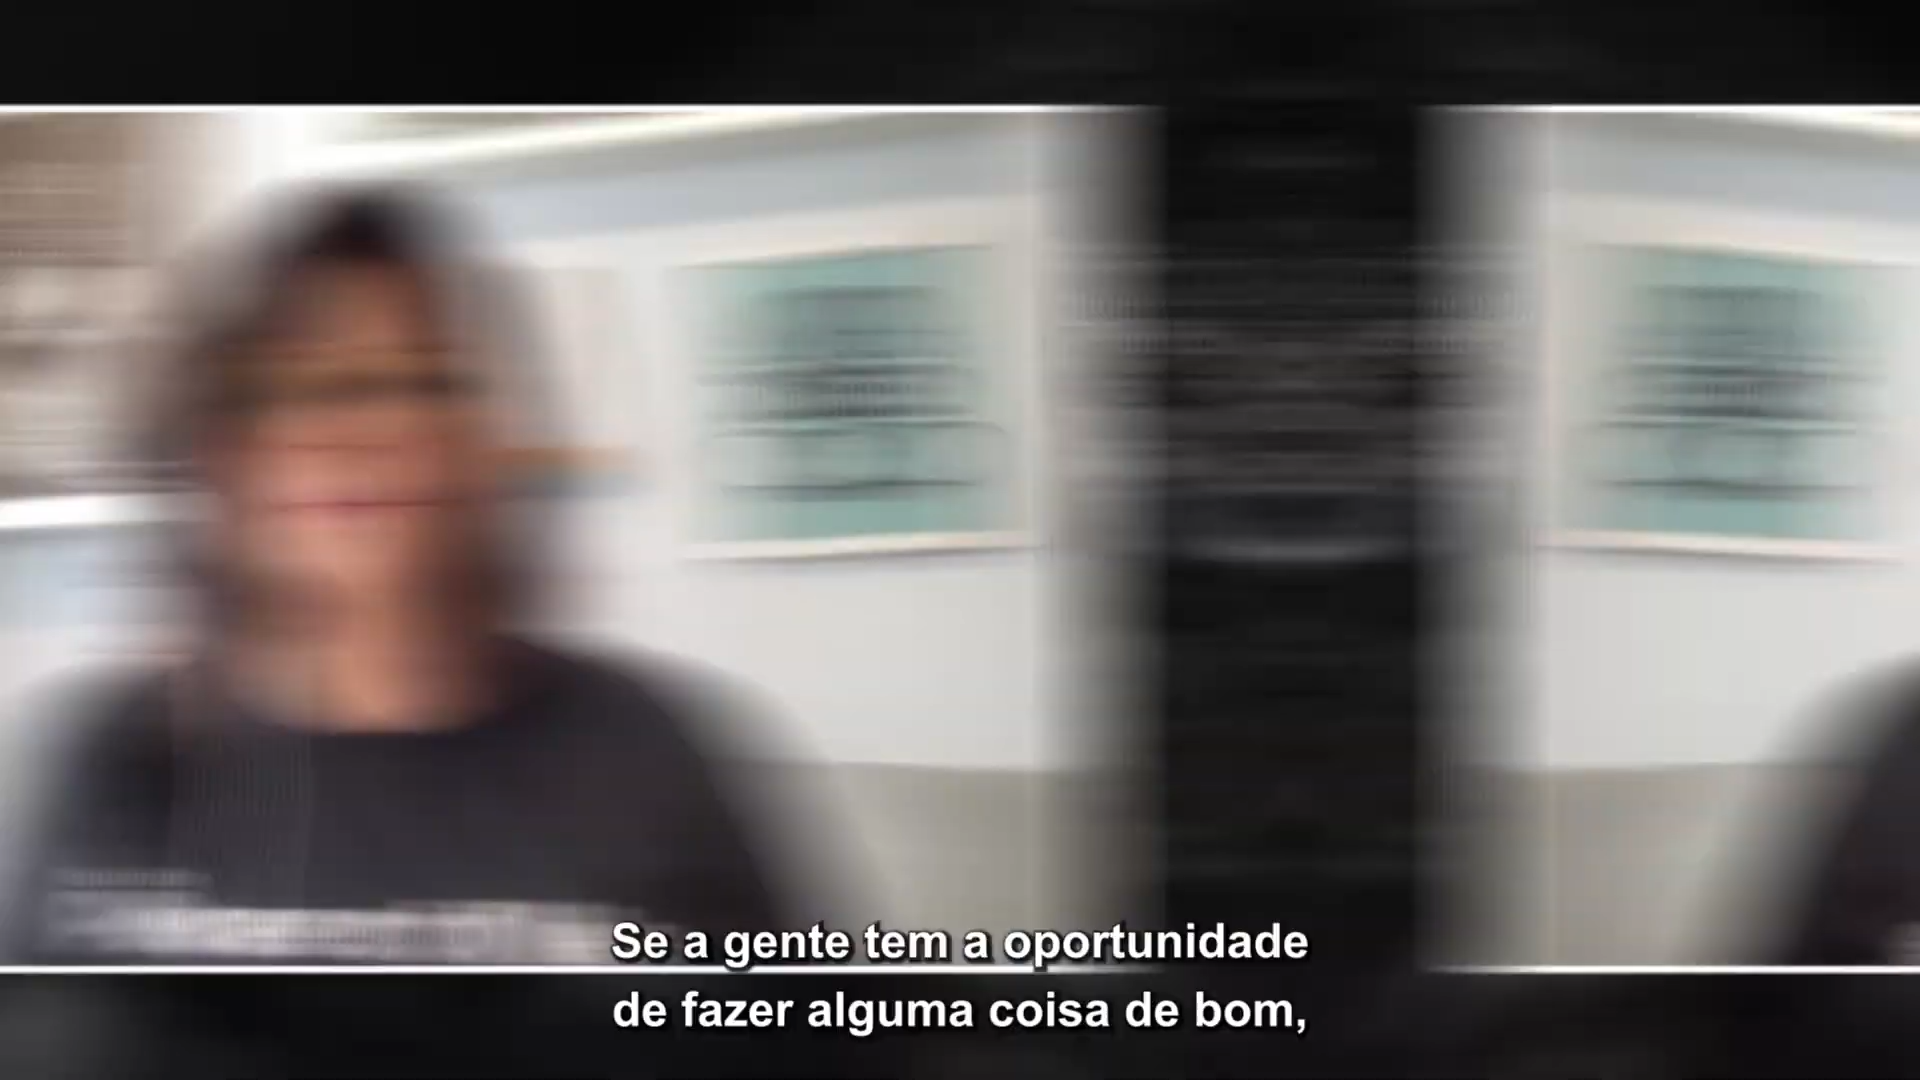 Se a gente tem a oportunidade
de fazer alguma coisa de bom,